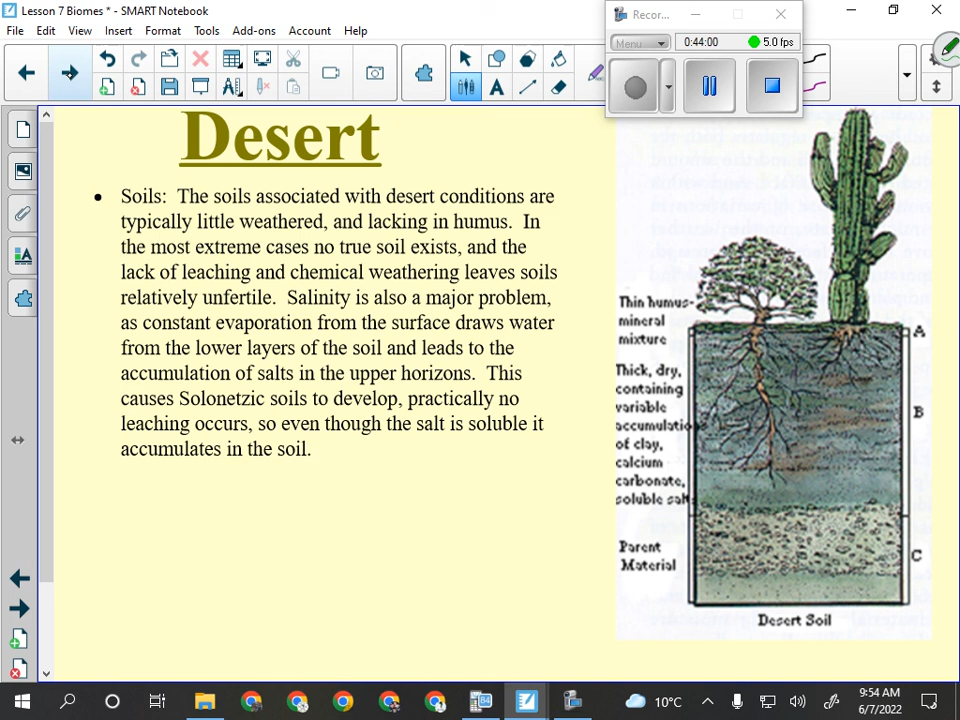 Lesson 7 Biomes * - SMART Notebook
Recor...
File Edit View Insert Format Tools Add-ons Account Help
Menu 0:44:00 5.0 fps
Desert
• Soils: The soils associated with desert conditions are
typically little weathered, and lacking in humus. In
the most extreme cases no true soil exists, and the
lack of leaching and chemical weathering leaves soils
relatively unfertile. Salinity is also a major problem,
as constant evaporation from the surface draws water
from the lower layers of the soil and leads to the
accumulation of salts in the upper horizons. This
causes Solonetzic soils to develop, practically no
leaching occurs, so even though the salt is soluble it
accumulates in the soil.
Thin humus-
mineral
mixture
A
Thick, dry,
containing
variable
accumulations
of clay,
calcium
carbonate,
soluble salts
B
Parent
Material
C
Desert Soil
10°C
9:54 AM
6/7/2022